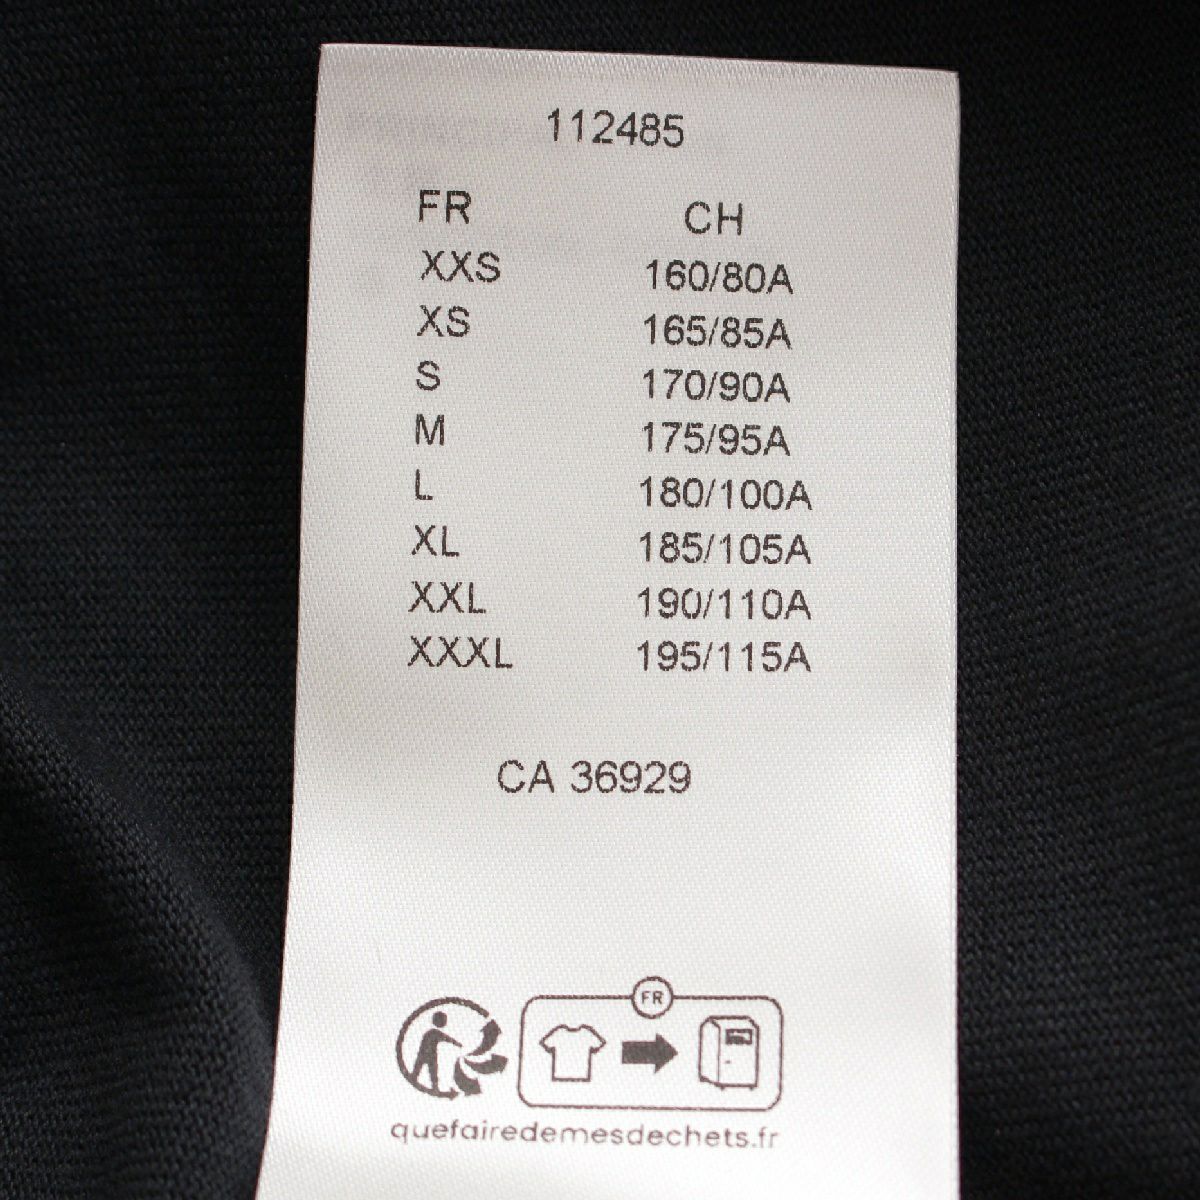 112485
FR CH
XXS 160/80A
XS 165/85A
S 170/90A
M 175/95A
L 180/100A
XL 185/105A
XXL 190/110A
XXXL 195/115A
CA 36929
FR
quefairedemesdechets.fr